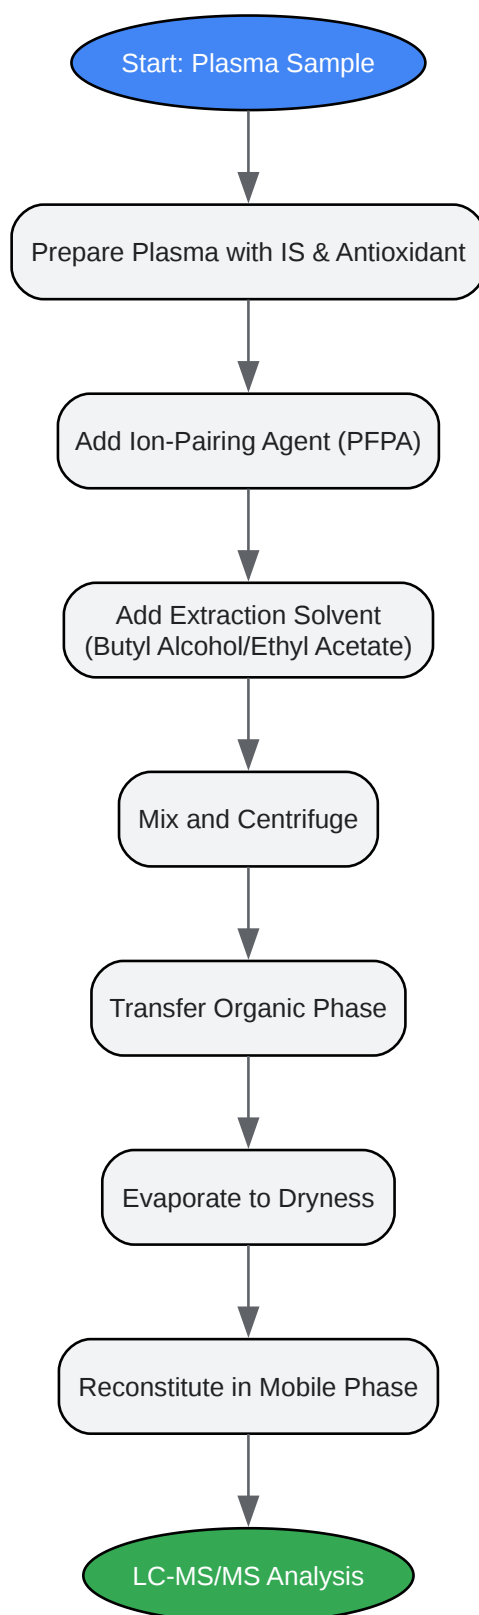 Start: Plasma Sample
Prepare Plasma with IS & Antioxidant
Add Ion-Pairing Agent (PFPA)
Add Extraction Solvent
(Butyl Alcohol/Ethyl Acetate)
Mix and Centrifuge
Transfer Organic Phase
Evaporate to Dryness
Reconstitute in Mobile Phase
LC-MS/MS Analysis